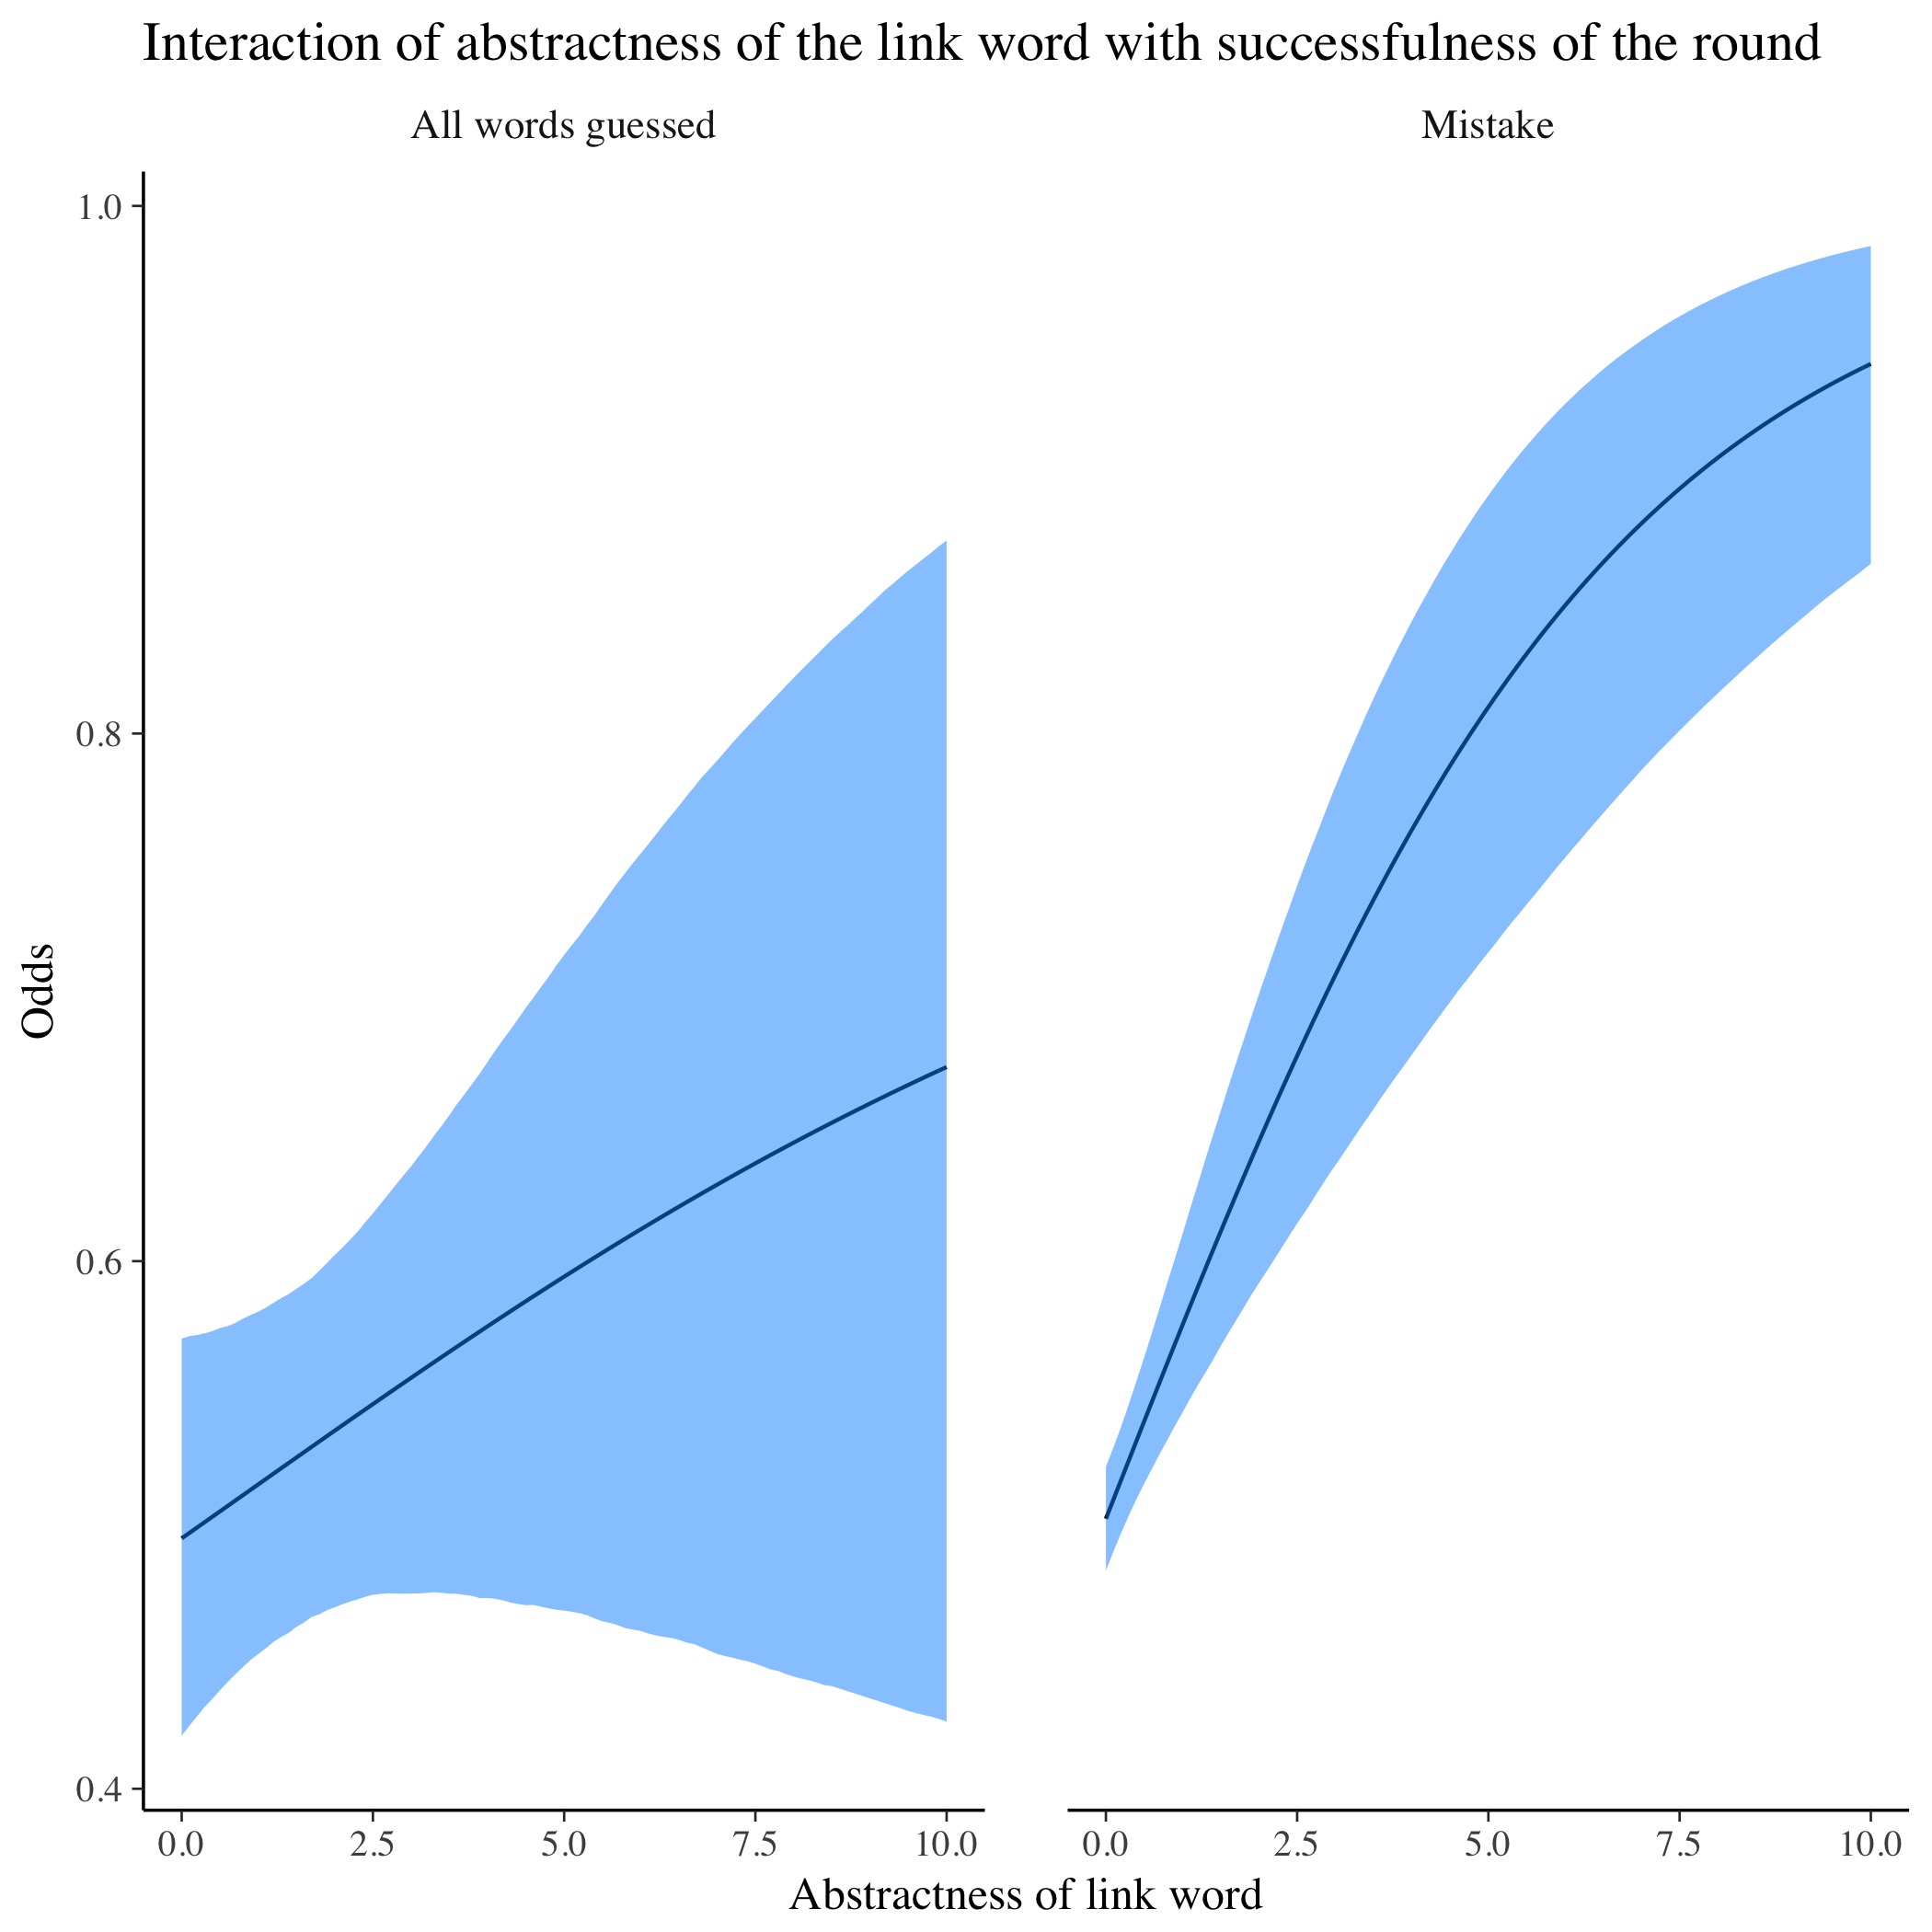 Interaction of abstractness of the link word with successfulness of the round
All words guessed
Mistake
1.0
0.8
0.6
0.4
Odds
0.0 2.5 5.0 7.5 10.0
0.0 2.5 5.0 7.5 10.0
Abstractness of link word